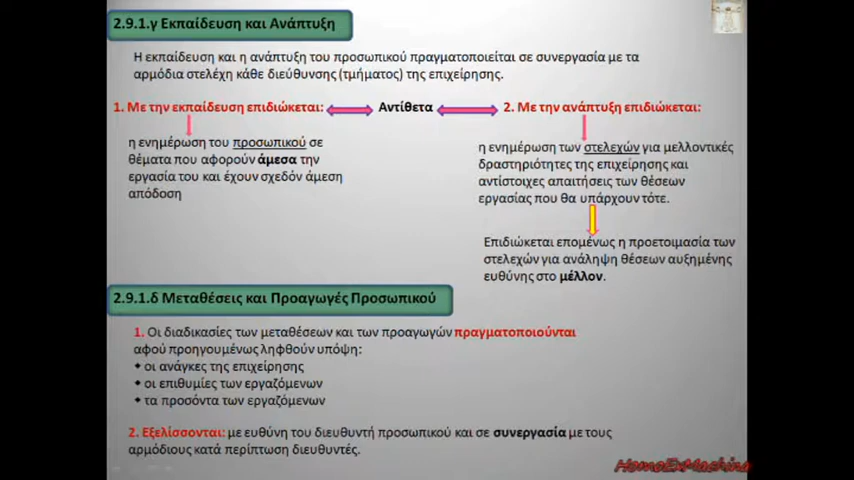 2.9.1.γ Εκπαίδευση και Ανάπτυξη
Η εκπαίδευση και η ανάπτυξη του προσωπικού πραγματοποιείται σε συνεργασία με τα
αρμόδια στελέχη κάθε διεύθυνσης (τμήματος) της επιχείρησης.
1. Με την εκπαίδευση επιδιώκεται:
Αντίθετα
2. Με την ανάπτυξη επιδιώκεται:
η ενημέρωση του προσωπικού σε
θέματα που αφορούν άμεσα την
εργασία του και έχουν σχεδόν άμεση
απόδοση
η ενημέρωση των στελεχών για μελλοντικές
δραστηριότητες της επιχείρησης και
αντίστοιχες απαιτήσεις των θέσεων
εργασίας που θα υπάρχουν τότε.
Επιδιώκεται επομένως η προετοιμασία των
στελεχών για ανάληψη θέσεων αυξημένης
ευθύνης στο μέλλον.
2.9.1.δ Μεταθέσεις και Προαγωγές Προσωπικού
1. Οι διαδικασίες των μεταθέσεων και των προαγωγών πραγματοποιούνται
αφού προηγουμένως ληφθούν υπόψη:
οι ανάγκες της επιχείρησης
οι επιθυμίες των εργαζόμενων
τα προσόντα των εργαζόμενων
2. Εξελίσσονται: με ευθύνη του διευθυντή προσωπικού και σε συνεργασία με τους
αρμόδιους κατά περίπτωση διευθυντές.
HomoExMachina